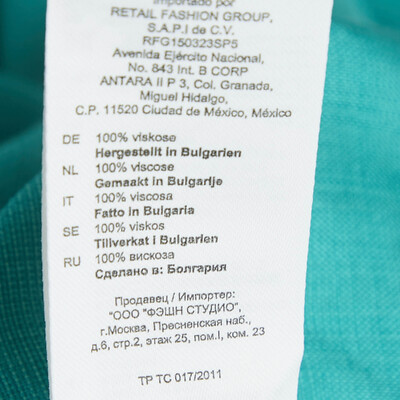 Importado por
RETAIL FASHION GROUP,
S.A.P.I de C.V.
RFG150323SP5
Avenida Ejército Nacional,
No. 843 Int. B CORP
ANTARA II P 3, Col. Granada,
Miguel Hidalgo,
C.P. 11520 Ciudad de México, México
DE 100% viskose
Hergestellt in Bulgarien
NL 100% viscose
Gemaakt in Bulgarije
IT 100% viscosa
Fatto in Bulgaria
SE 100% viskos
Tillverkat i Bulgarien
RU 100% вискоза
Сделано в: Болгария
Продавец / Импортер:
"ООО "ФЭШН СТУДИО",
г.Москва, Пресненская наб.,
д.6, стр.2, этаж 25, пом.I, ком. 23
ТР ТС 017/2011